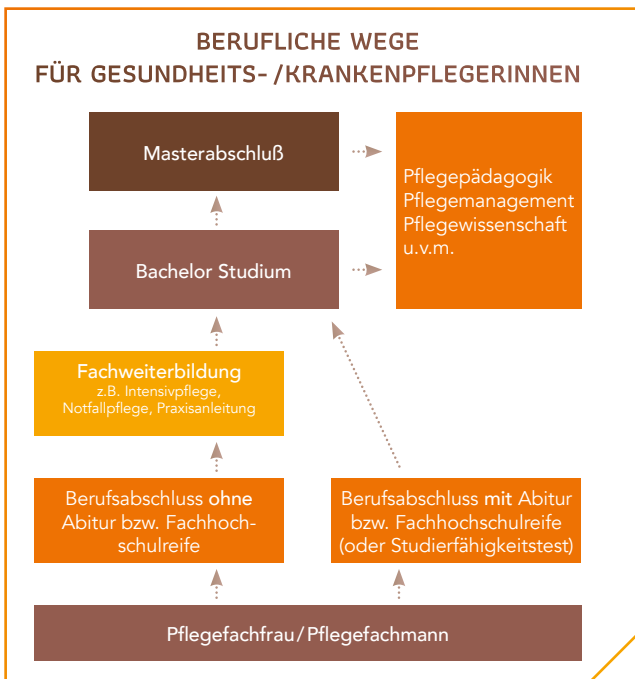 BERUFLICHE WEGE
FÜR GESUNDHEITS- /KRANKENPFLEGERINNEN
Masterabschluß
Pflegepädagogik
Pflegemanagement
Pflegewissenschaft
u.v.m.
Bachelor Studium
Fachweiterbildung
z.B. Intensivpflege,
Notfallpflege, Praxisanleitung
Berufsabschluss ohne
Abitur bzw. Fachhoch-
schulreife
Berufsabschluss mit Abitur
bzw. Fachhochschulreife
(oder Studierfähigkeitstest)
Pflegefachfrau/Pflegefachmann